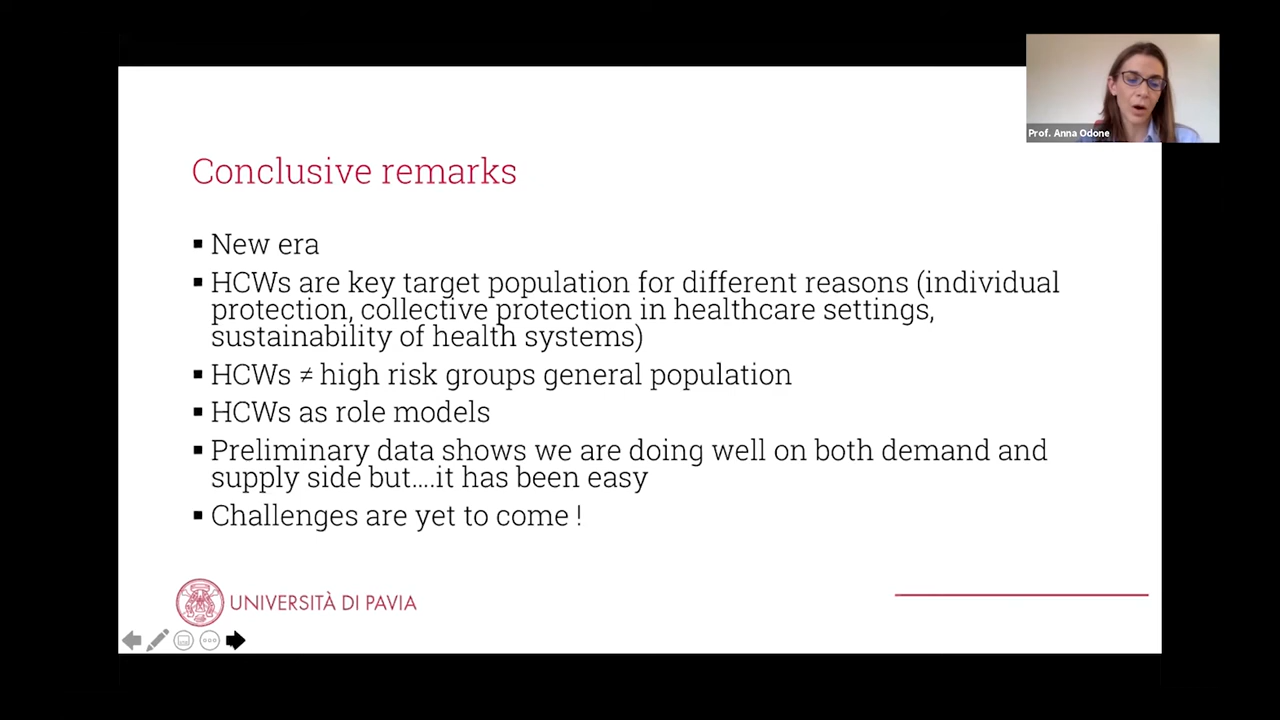 Prof. Anna Odone
Conclusive remarks
▪ New era
▪ HCWs are key target population for different reasons (individual
protection, collective protection in healthcare settings,
sustainability of health systems)
▪ HCWs ≠ high risk groups general population
▪ HCWs as role models
▪ Preliminary data shows we are doing well on both demand and
supply side but....it has been easy
▪ Challenges are yet to come !
UNIVERSITÀ DI PAVIA